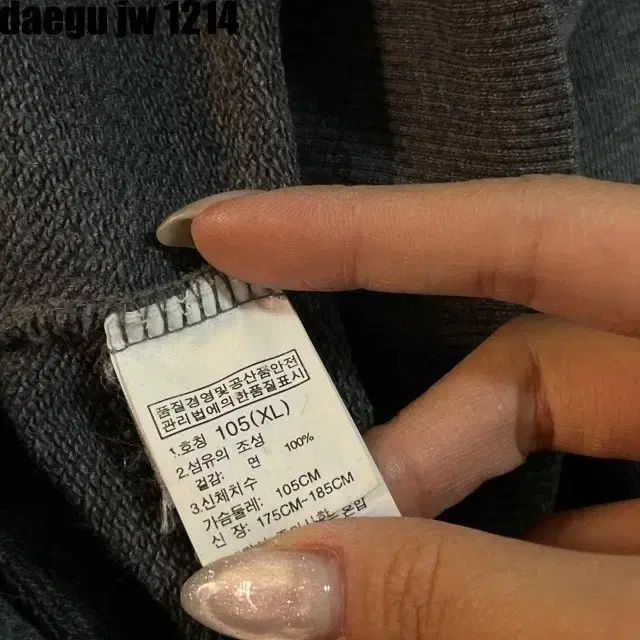 daegu jw 1214
품질경영및공산품안전
관리법에의한품질표시
1.호칭 105(XL)
2.섬유의 조성
겉감: 면 100%
3.신체치수
가슴둘레: 105CM
신 장: 175CM-185CM